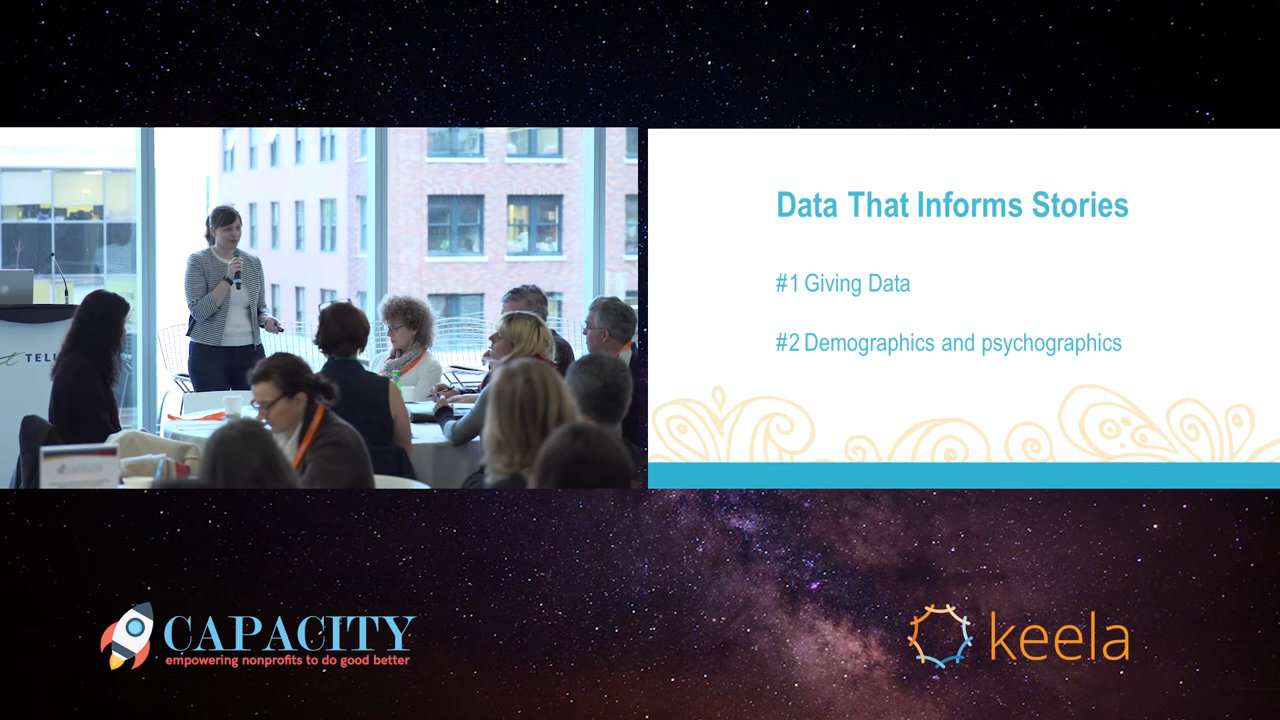 TELU
Data That Informs Stories
#1 Giving Data
#2 Demographics and psychographics
CAPACITY
empowering nonprofits to do good better
keela